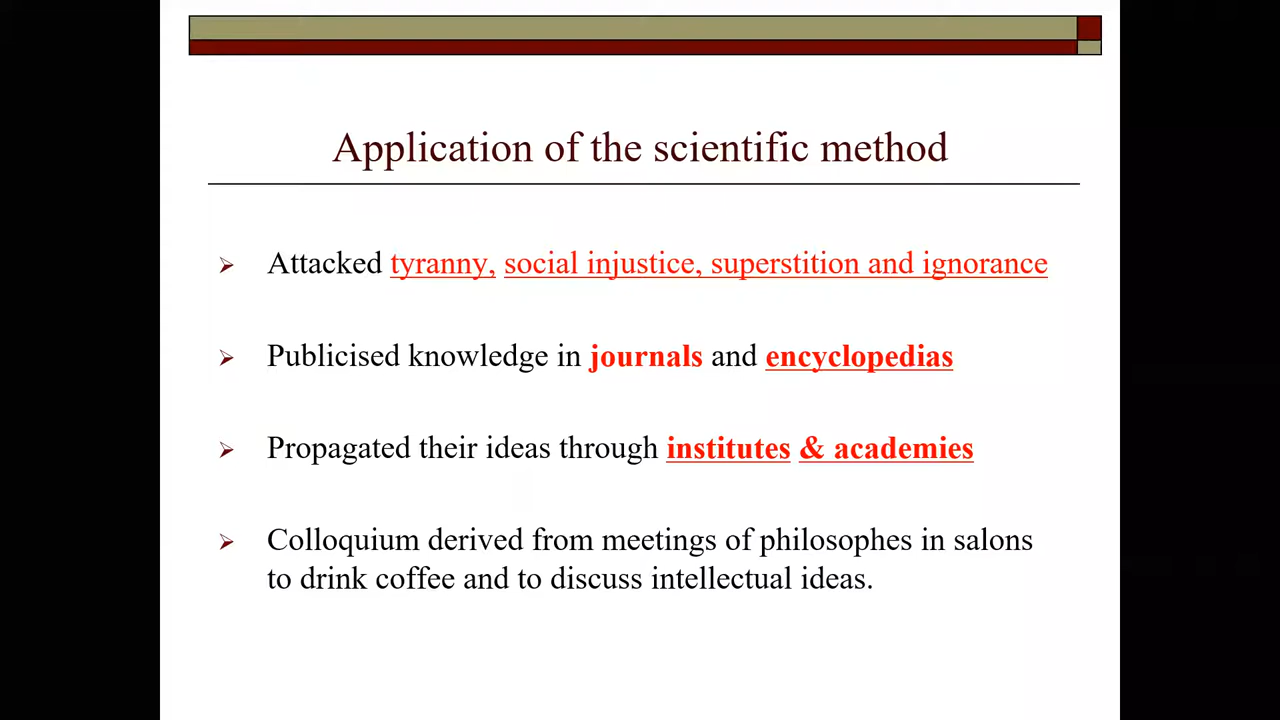 Application of the scientific method
Attacked tyranny, social injustice, superstition and ignorance
Publicised knowledge in journals and encyclopedias
Propagated their ideas through institutes & academies
Colloquium derived from meetings of philosophes in salons
to drink coffee and to discuss intellectual ideas.